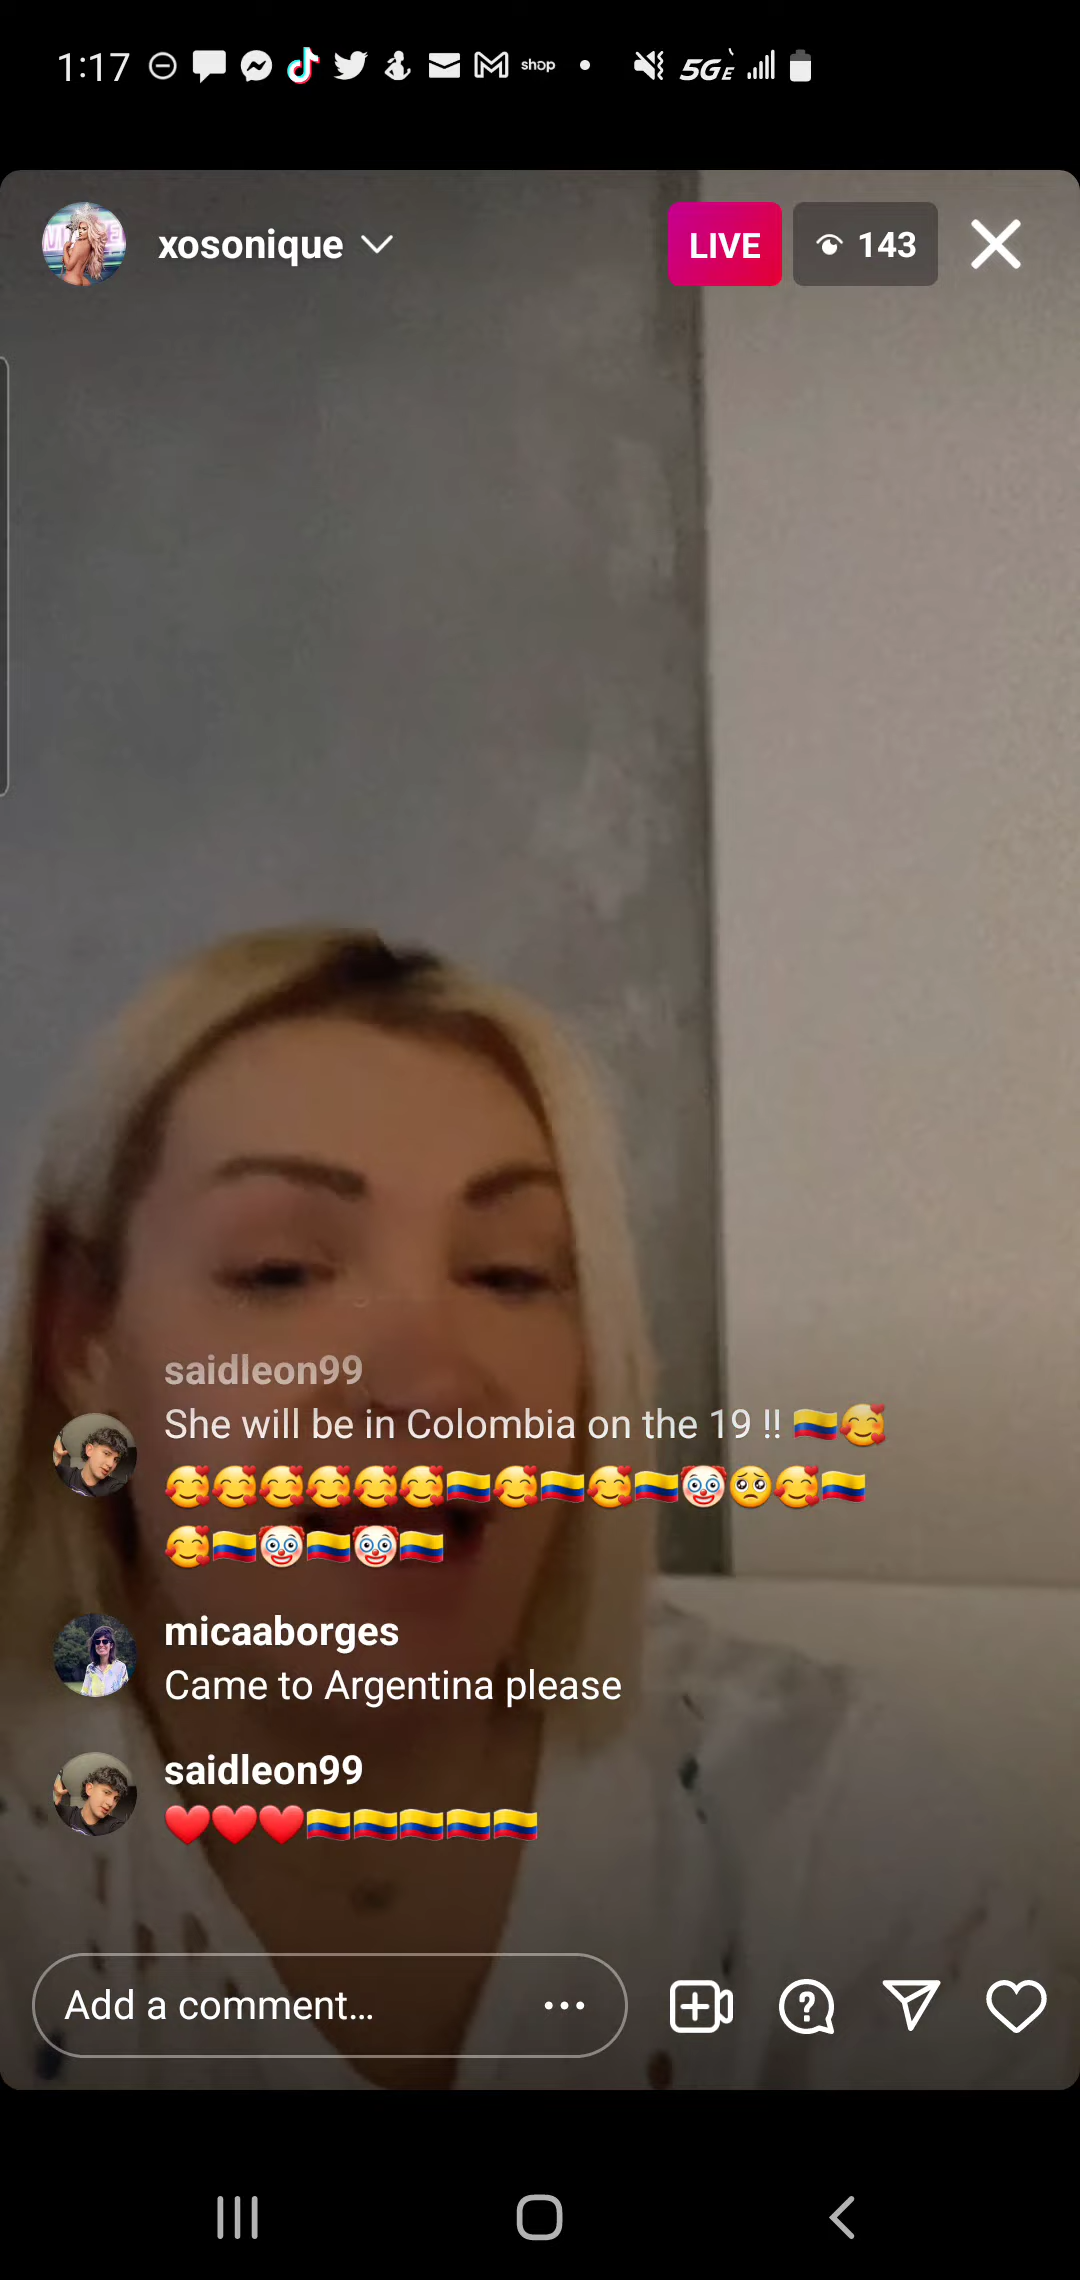 1:17 shop 5GE
xosonique LIVE 143
saidleon99
She will be in Colombia on the 19 !! 🇨🇴🥰
🥰🥰🥰🥰🥰🥰🇨🇴🥰🇨🇴🥰🇨🇴🤡🥺🥰🇨🇴
🥰🇨🇴🤡🇨🇴🤡🇨🇴
micaaborges
Came to Argentina please
saidleon99
❤️❤️❤️🇨🇴🇨🇴🇨🇴🇨🇴🇨🇴
Add a comment...